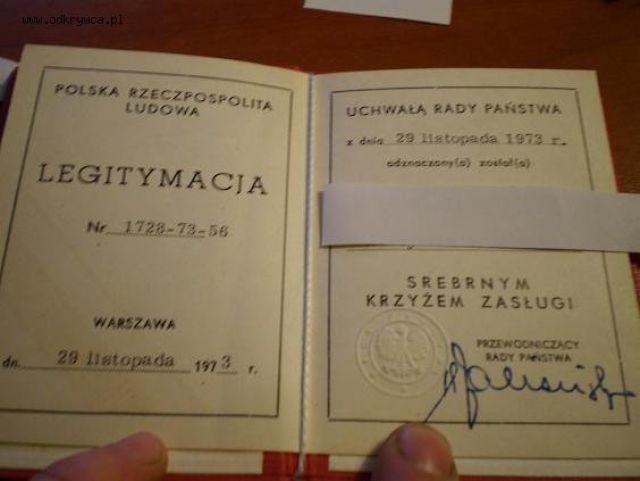 www.odkrywca.pl
POLSKA RZECZPOSPOLITA
LUDOWA
LEGITYMACJA
Nr 1728-73-56
WARSZAWA
dn. 29 listopada 1973 r.
UCHWAŁĄ RADY PAŃSTWA
z dnia 29 listopada 1973 r.
odznaczony(a) został(a)
SREBRNYM
KRZYŻEM ZASŁUGI
PRZEWODNICZĄCY
RADY PAŃSTWA